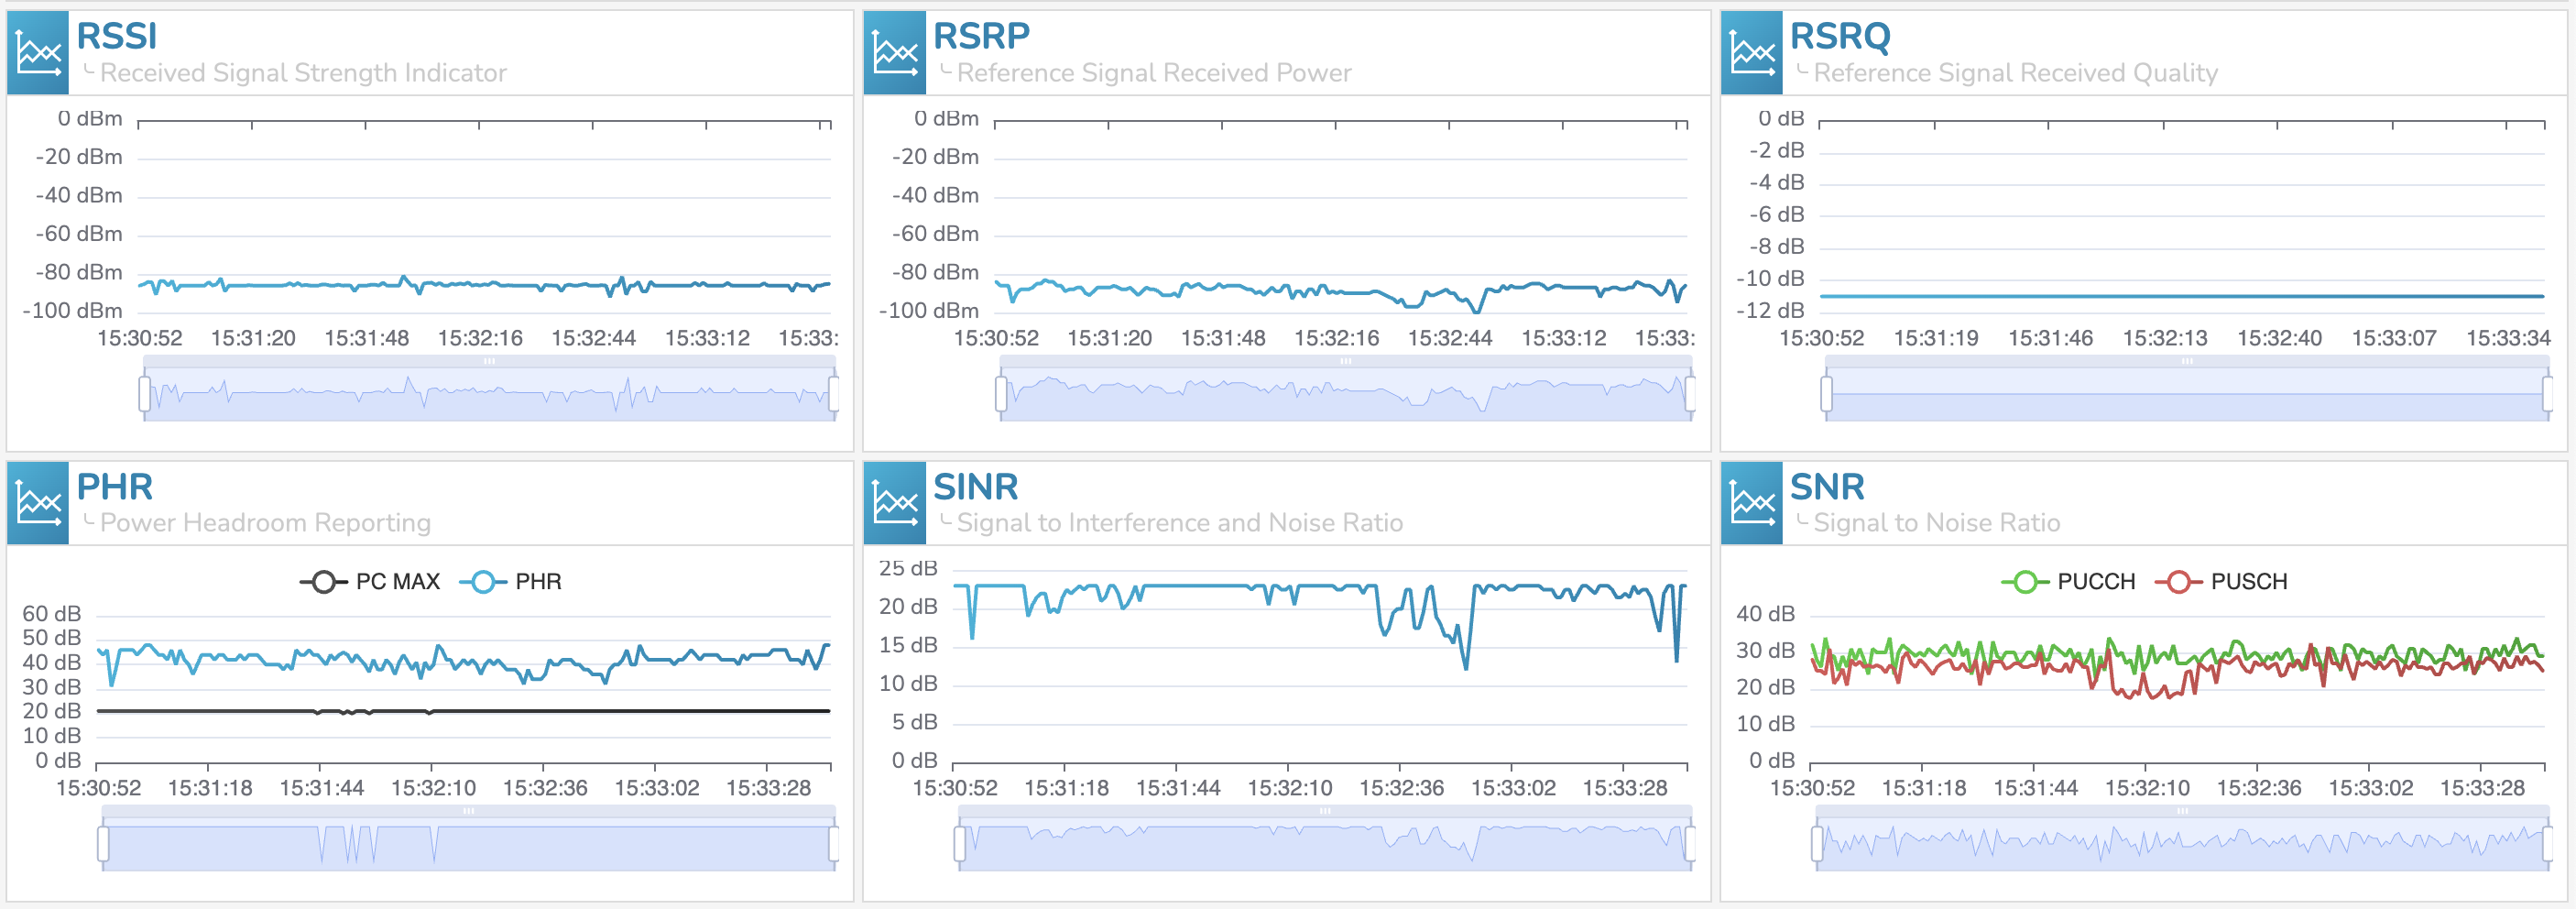 RSSI
Received Signal Strength Indicator
0 dBm
-20 dBm
-40 dBm
-60 dBm
-80 dBm
-100 dBm
15:30:52 15:31:20 15:31:48 15:32:16 15:32:44 15:33:12 15:33:
RSRP
Reference Signal Received Power
0 dBm
-20 dBm
-40 dBm
-60 dBm
-80 dBm
-100 dBm
15:30:52 15:31:20 15:31:48 15:32:16 15:32:44 15:33:12 15:33:
RSRQ
Reference Signal Received Quality
0 dB
-2 dB
-4 dB
-6 dB
-8 dB
-10 dB
-12 dB
15:30:52 15:31:19 15:31:46 15:32:13 15:32:40 15:33:07 15:33:34
PHR
Power Headroom Reporting
PC MAX PHR
60 dB
50 dB
40 dB
30 dB
20 dB
10 dB
0 dB
15:30:52 15:31:18 15:31:44 15:32:10 15:32:36 15:33:02 15:33:28
SINR
Signal to Interference and Noise Ratio
25 dB
20 dB
15 dB
10 dB
5 dB
0 dB
15:30:52 15:31:18 15:31:44 15:32:10 15:32:36 15:33:02 15:33:28
SNR
Signal to Noise Ratio
PUCCH PUSCH
40 dB
30 dB
20 dB
10 dB
0 dB
15:30:52 15:31:18 15:31:44 15:32:10 15:32:36 15:33:02 15:33:28